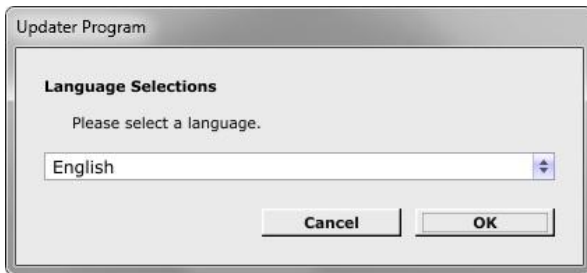 Updater Program
Language Selections
Please select a language.
English
Cancel OK